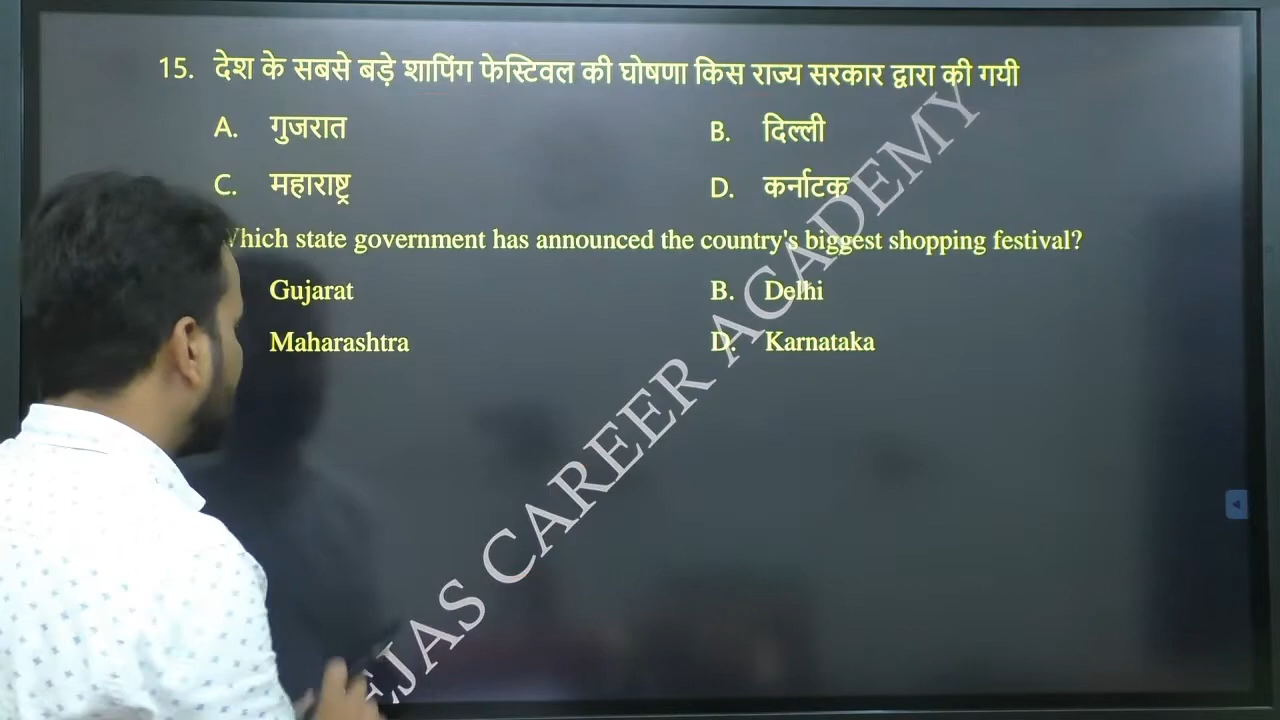 15. देश के सबसे बड़े शापिंग फेस्टिवल की घोषणा किस राज्य सरकार द्वारा की गयी
A. गुजरात B. दिल्ली
C. महाराष्ट्र D. कर्नाटक
Which state government has announced the country's biggest shopping festival?
Gujarat B. Delhi
Maharashtra D. Karnataka
EJAS CAREER ACADEMY